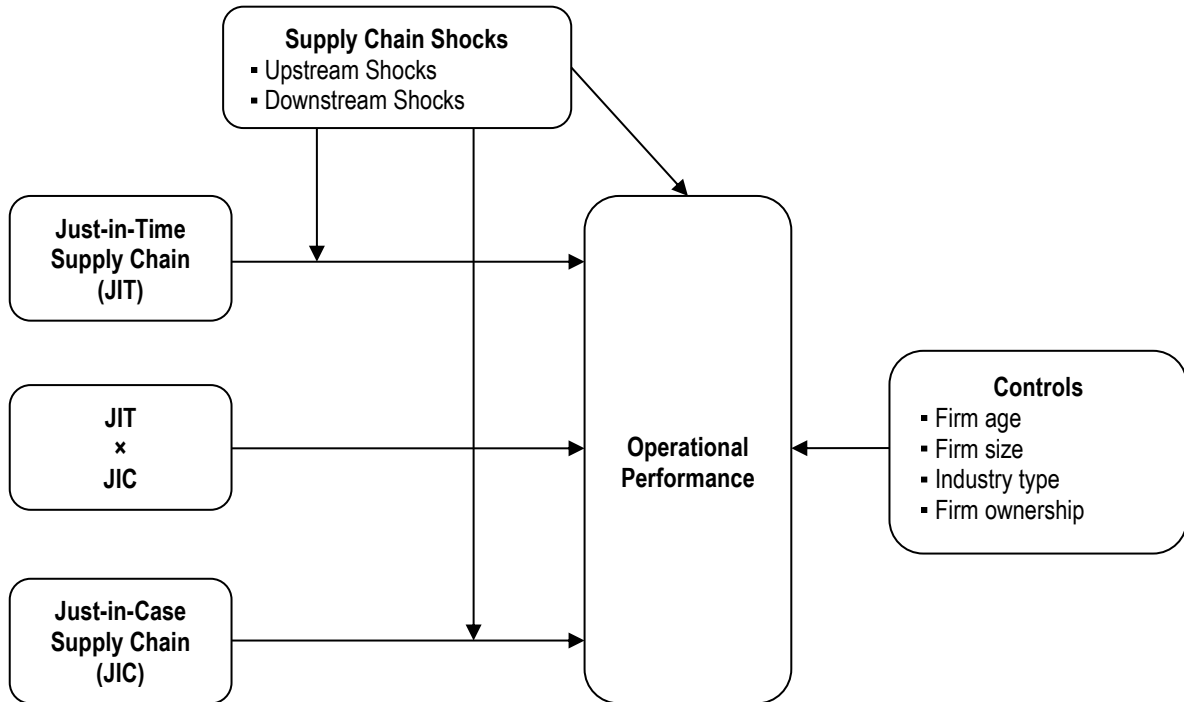 Supply Chain Shocks
▪ Upstream Shocks
▪ Downstream Shocks
Just-in-Time
Supply Chain
(JIT)
JIT
×
JIC
Just-in-Case
Supply Chain
(JIC)
Operational
Performance
Controls
▪ Firm age
▪ Firm size
▪ Industry type
▪ Firm ownership